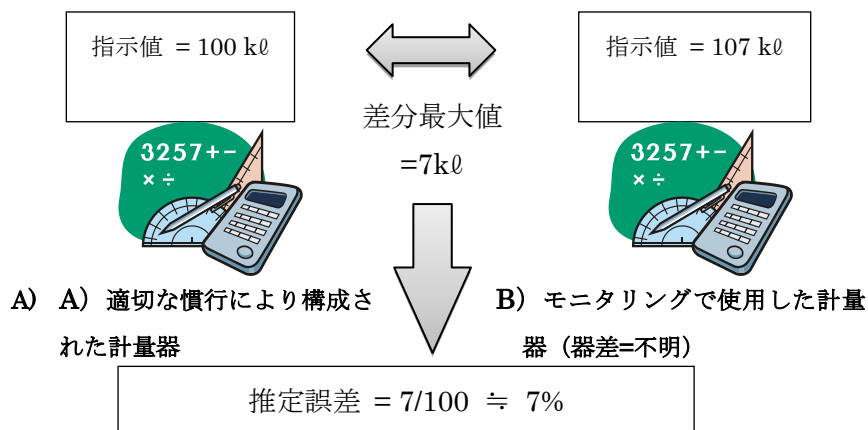 指示値 = 100 kℓ
指示値 = 107 kℓ
差分最大値
=7kℓ
3257+−
× ÷
3257+−
× ÷
A) A）適切な慣行により構成さ
れた計量器
B）モニタリングで使用した計量
器（器差=不明）
推定誤差 = 7/100 ≒ 7%